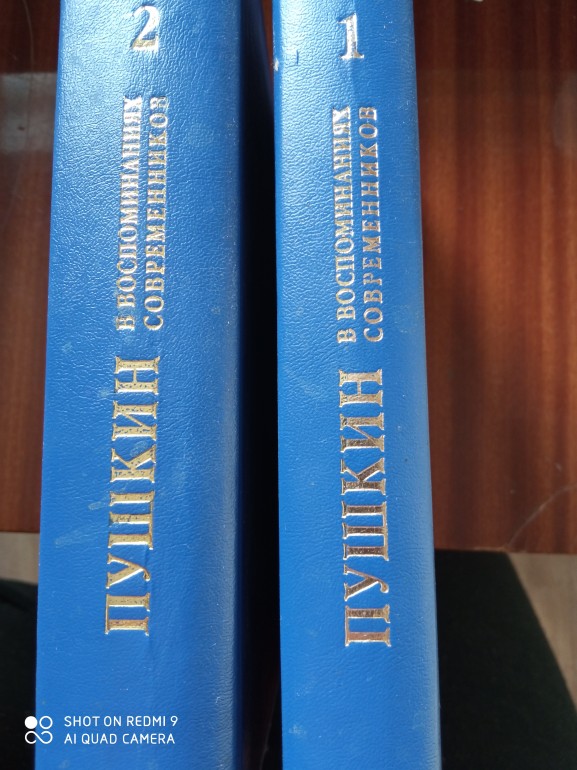 2
В ВОСПОМИНАНИЯХ
СОВРЕМЕННИКОВ
ПУШКИН
1
В ВОСПОМИНАНИЯХ
СОВРЕМЕННИКОВ
ПУШКИН
SHOT ON REDMI 9
AI QUAD CAMERA